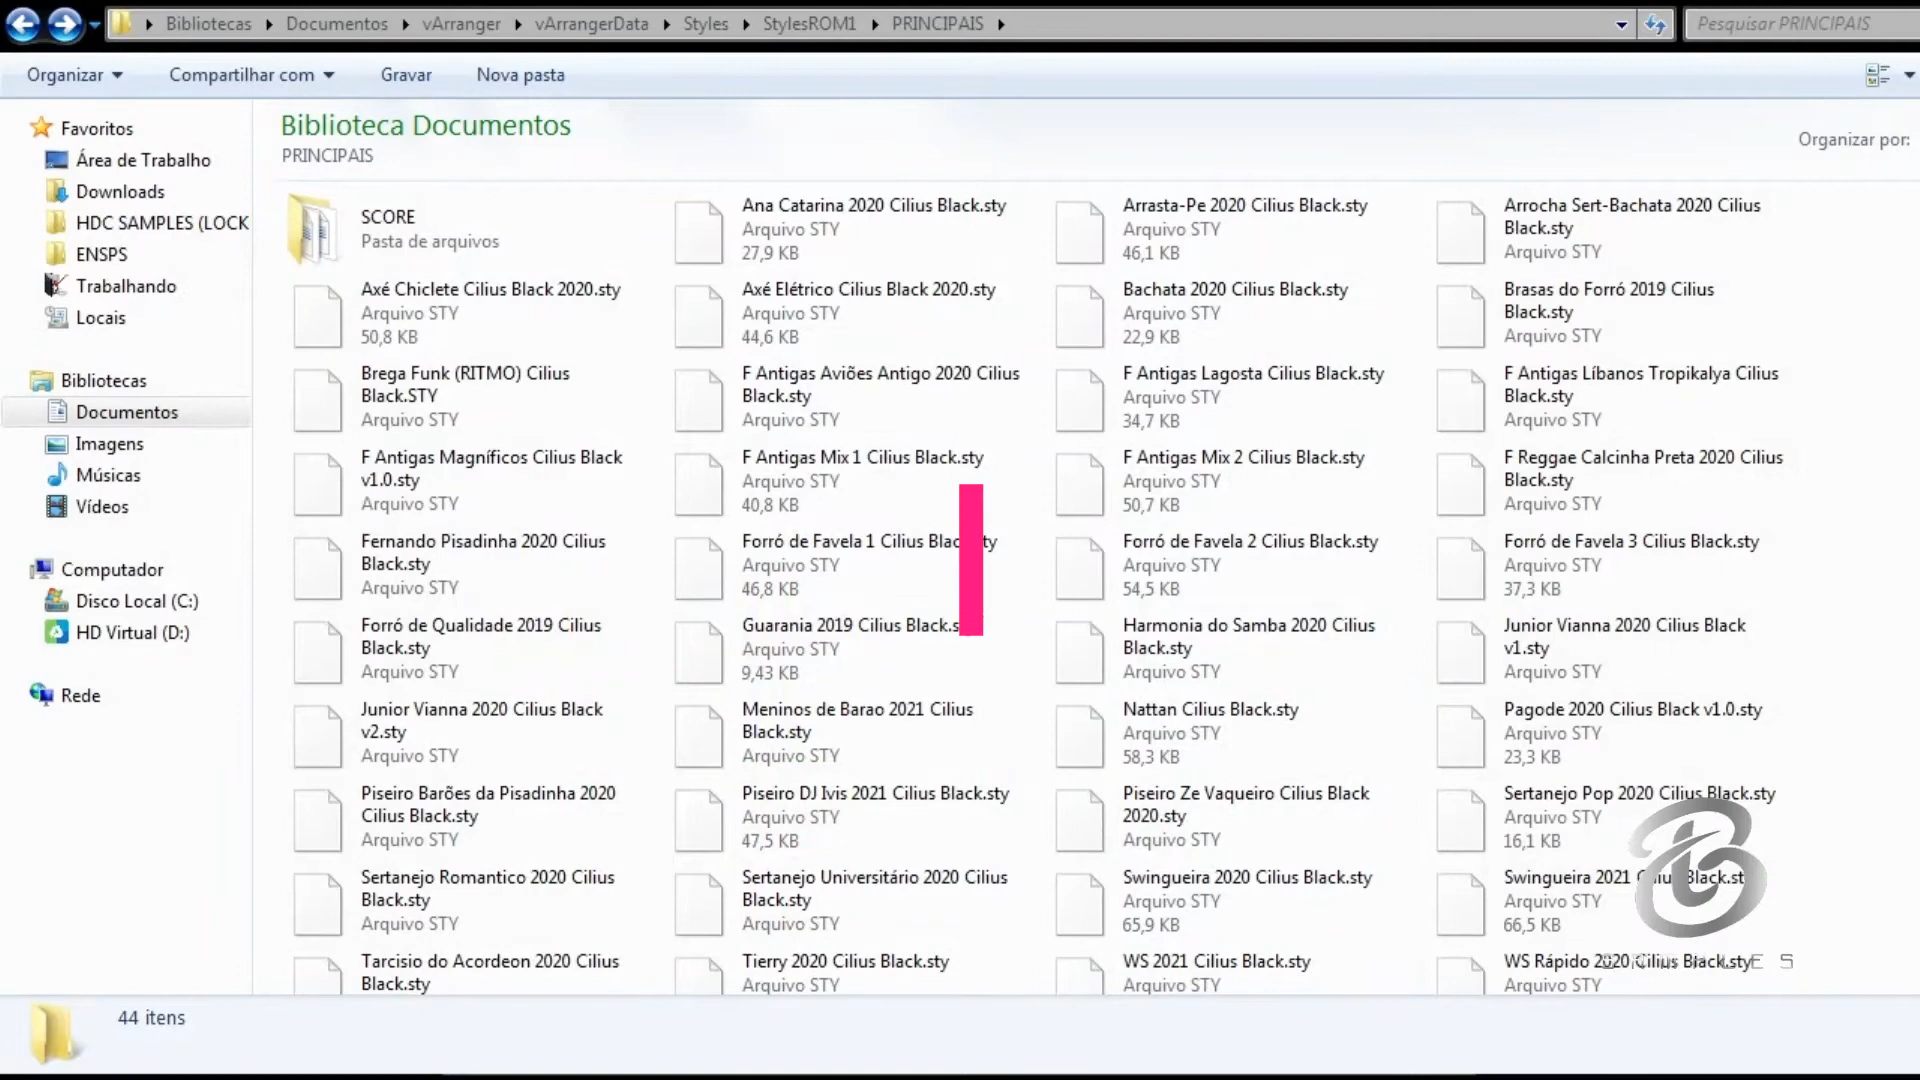 Bibliotecas Documentos vArranger vArrangerData Styles StylesROM1 PRINCIPAIS Pesquisar PRINCIPAIS
Organizar Compartilhar com Gravar Nova pasta
Favoritos
Área de Trabalho
Downloads
HDC SAMPLES (LOCK
ENSPS
Trabalhando
Locais
Bibliotecas
Documentos
Imagens
Músicas
Vídeos
Computador
Disco Local (C:)
HD Virtual (D:)
Rede
Biblioteca Documentos
PRINCIPAIS
Organizar por:
SCORE
Pasta de arquivos
Ana Catarina 2020 Cilius Black.sty
Arquivo STY
27,9 KB
Arrasta-Pe 2020 Cilius Black.sty
Arquivo STY
46,1 KB
Arrocha Sert-Bachata 2020 Cilius
Black.sty
Arquivo STY
Axé Chiclete Cilius Black 2020.sty
Arquivo STY
50,8 KB
Axé Elétrico Cilius Black 2020.sty
Arquivo STY
44,6 KB
Bachata 2020 Cilius Black.sty
Arquivo STY
22,9 KB
Brasas do Forró 2019 Cilius
Black.sty
Arquivo STY
Brega Funk (RITMO) Cilius
Black.STY
Arquivo STY
F Antigas Aviões Antigo 2020 Cilius
Black.sty
Arquivo STY
F Antigas Lagosta Cilius Black.sty
Arquivo STY
34,7 KB
F Antigas Líbanos Tropikalya Cilius
Black.sty
Arquivo STY
F Antigas Magníficos Cilius Black
v1.0.sty
Arquivo STY
F Antigas Mix 1 Cilius Black.sty
Arquivo STY
40,8 KB
F Antigas Mix 2 Cilius Black.sty
Arquivo STY
50,7 KB
F Reggae Calcinha Preta 2020 Cilius
Black.sty
Arquivo STY
Fernando Pisadinha 2020 Cilius
Black.sty
Arquivo STY
Forró de Favela 1 Cilius
Arquivo STY
46,8 KB
Forró de Favela 2 Cilius Black.sty
Arquivo STY
54,5 KB
Forró de Favela 3 Cilius Black.sty
Arquivo STY
37,3 KB
Forró de Qualidade 2019 Cilius
Black.sty
Arquivo STY
Guarania 2019 Cilius
Arquivo STY
9,43 KB
Harmonia do Samba 2020 Cilius
Black.sty
Arquivo STY
Junior Vianna 2020 Cilius Black
v1.sty
Arquivo STY
Junior Vianna 2020 Cilius Black
v2.sty
Arquivo STY
Meninos de Barao 2021 Cilius
Black.sty
Arquivo STY
Nattan Cilius Black.sty
Arquivo STY
58,3 KB
Pagode 2020 Cilius Black v1.0.sty
Arquivo STY
23,3 KB
Piseiro Barões da Pisadinha 2020
Cilius Black.sty
Arquivo STY
Piseiro DJ Ivis 2021 Cilius Black.sty
Arquivo STY
47,5 KB
Piseiro Ze Vaqueiro Cilius Black
2020.sty
Arquivo STY
Sertanejo Pop 2020 Cilius Black.sty
Arquivo STY
16,1 KB
Sertanejo Romantico 2020 Cilius
Black.sty
Arquivo STY
Sertanejo Universitário 2020 Cilius
Black.sty
Arquivo STY
Swingueira 2020 Cilius Black.sty
Arquivo STY
65,9 KB
Swingueira 2021
Arquivo STY
66,5 KB
Tarcisio do Acordeon 2020 Cilius
Black.sty
Tierry 2020 Cilius Black.sty
Arquivo STY
WS 2021 Cilius Black.sty
Arquivo STY
WS Rápido 2020 Cilius Black.sty
Arquivo STY
44 itens